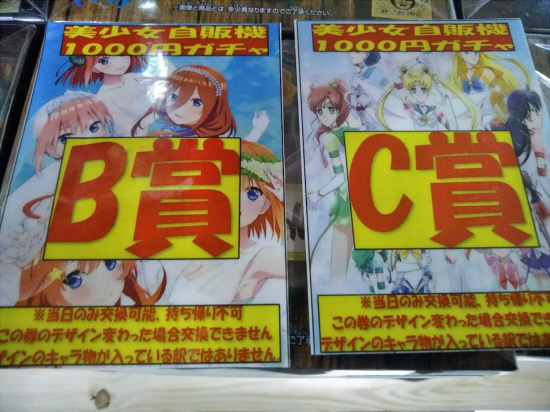 ※画像と商品とは 多少異なりますのでご了承ください。
美少女自販機
1000円ガチャ
B賞
※当日のみ交換可能、持ち帰り不可
この券のデザイン変わった場合交換できません
ザインのキャラ物が入っている訳ではありません
美少女自販機
1000円ガチャ
C賞
※当日のみ交換可能、持ち帰り不
この券のデザイン変わった場合交換でき
デザインのキャラ物が入っている訳ではあり